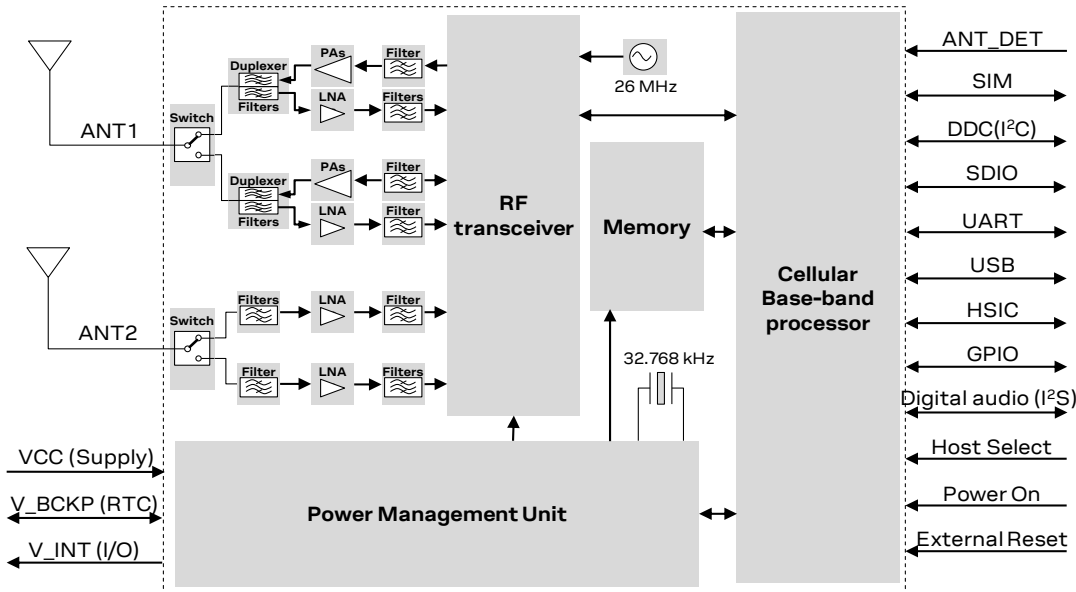 ANT1
Switch
Duplexer
Filters
PAs
LNA
Filter
Filters
Duplexer
Filters
PAs
LNA
Filter
Filter
ANT2
Switch
Filters
LNA
Filter
Filter
LNA
Filters
RF
transceiver
26 MHz
Memory
32.768 kHz
Cellular
Base-band
processor
Power Management Unit
VCC (Supply)
V_BCKP (RTC)
V_INT (I/O)
ANT_DET
SIM
DDC(I²C)
SDIO
UART
USB
HSIC
GPIO
Digital audio (I²S)
Host Select
Power On
External Reset